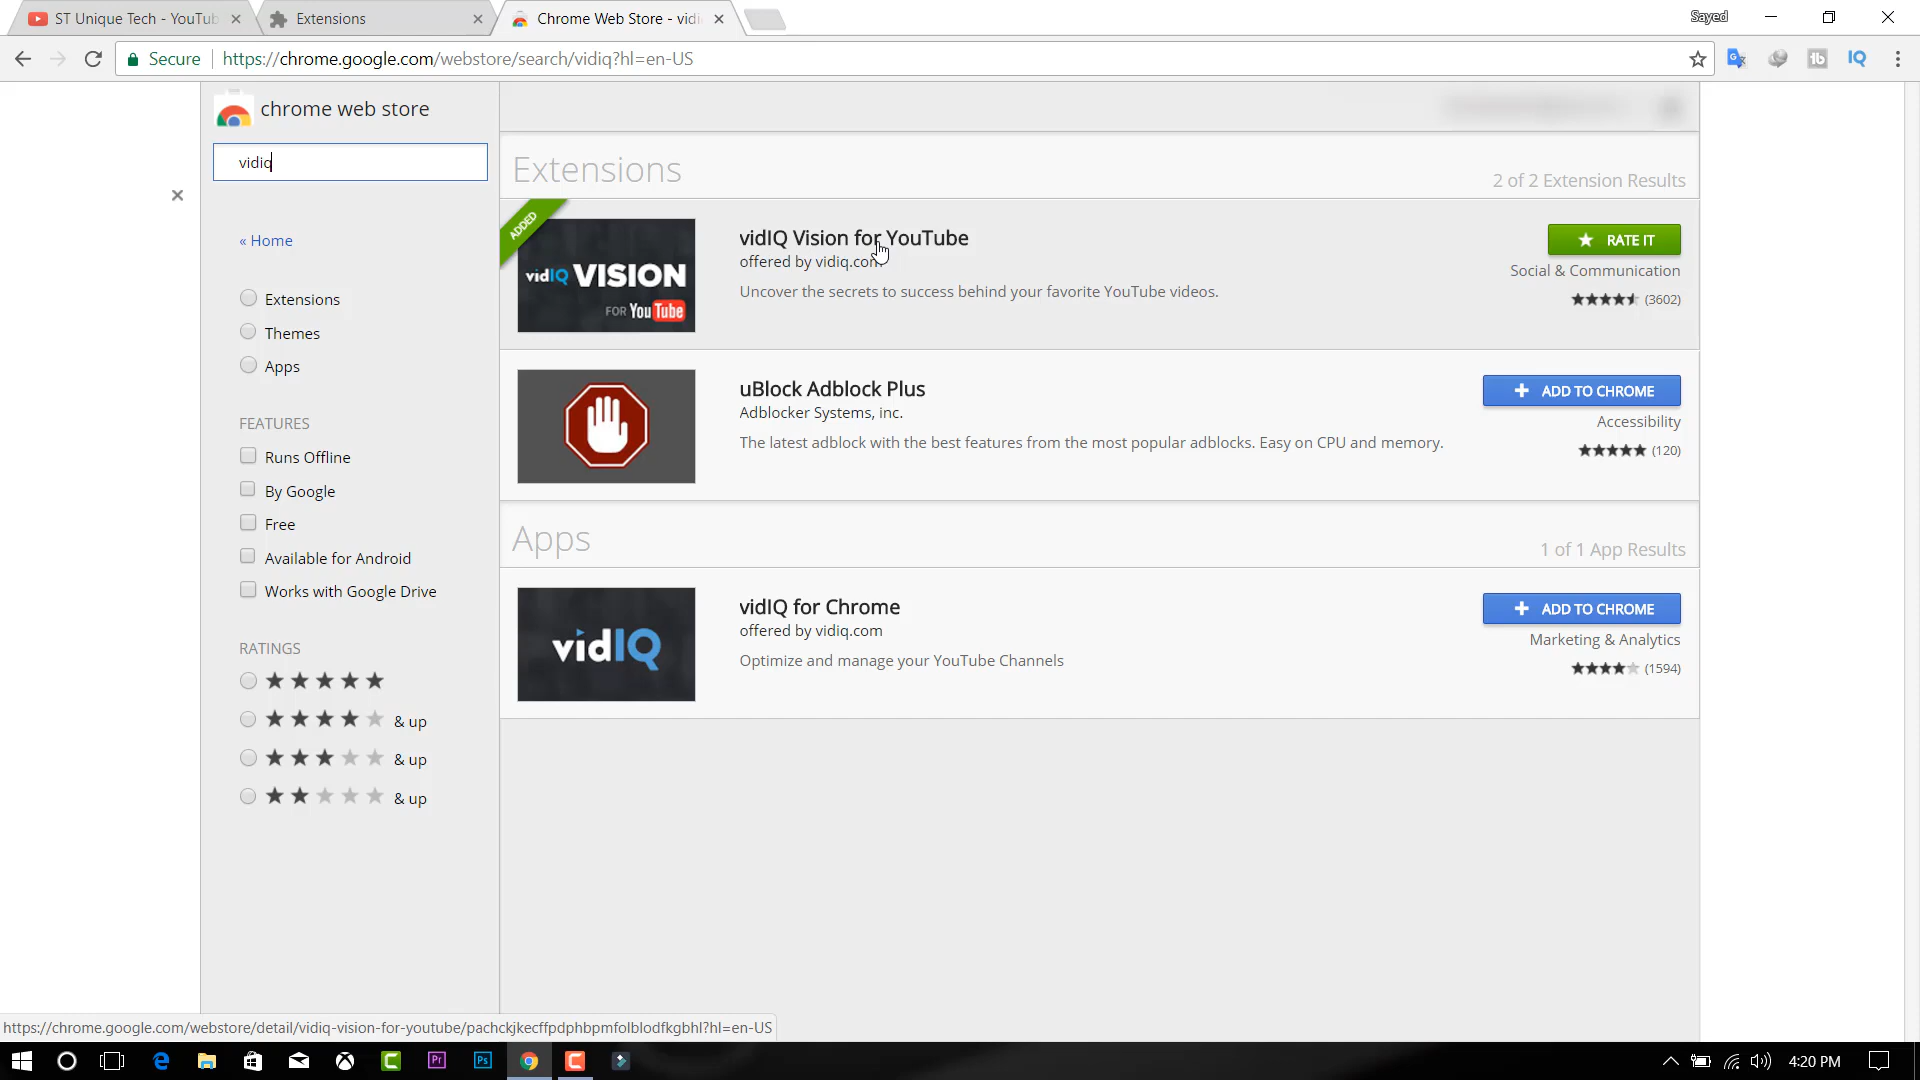 ST Unique Tech - YouTub
Extensions
Chrome Web Store - vidi
Sayed
Secure
https://chrome.google.com/webstore/search/vidiq?hl=en-US
chrome web store
vidiq
« Home
Extensions
Themes
Apps
FEATURES
Runs Offline
By Google
Free
Available for Android
Works with Google Drive
RATINGS
& up
& up
& up
Extensions
2 of 2 Extension Results
ADDED
vidIQ VISION
FOR YouTube
vidIQ Vision for YouTube
offered by vidiq.com
Uncover the secrets to success behind your favorite YouTube videos.
RATE IT
Social & Communication
(3602)
uBlock Adblock Plus
Adblocker Systems, inc.
The latest adblock with the best features from the most popular adblocks. Easy on CPU and memory.
ADD TO CHROME
Accessibility
(120)
Apps
1 of 1 App Results
vidIQ
vidIQ for Chrome
offered by vidiq.com
Optimize and manage your YouTube Channels
ADD TO CHROME
Marketing & Analytics
(1594)
https://chrome.google.com/webstore/detail/vidiq-vision-for-youtube/pachckjkecffpdphbpmfolblodfkgbhl?hl=en-US
4:20 PM